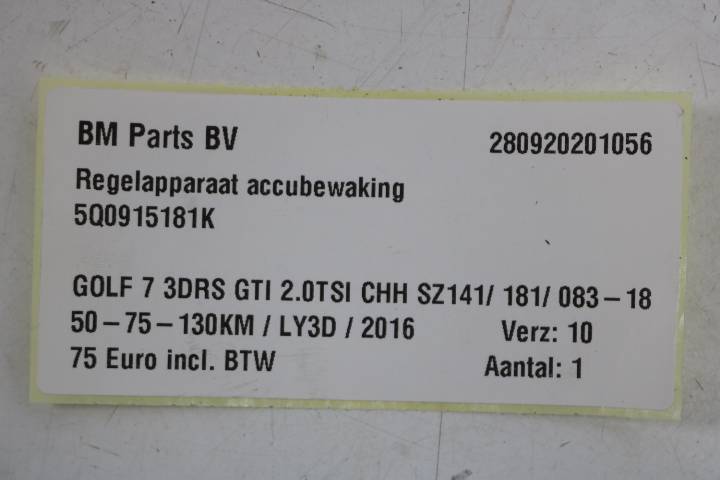 BM Parts BV 280920201056
Regelapparaat accubewaking
5Q0915181K
GOLF 7 3DRS GTI 2.0TSI CHH SZ141/ 181/ 083-18
50-75-130KM / LY3D / 2016 Verz: 10
75 Euro incl. BTW Aantal: 1